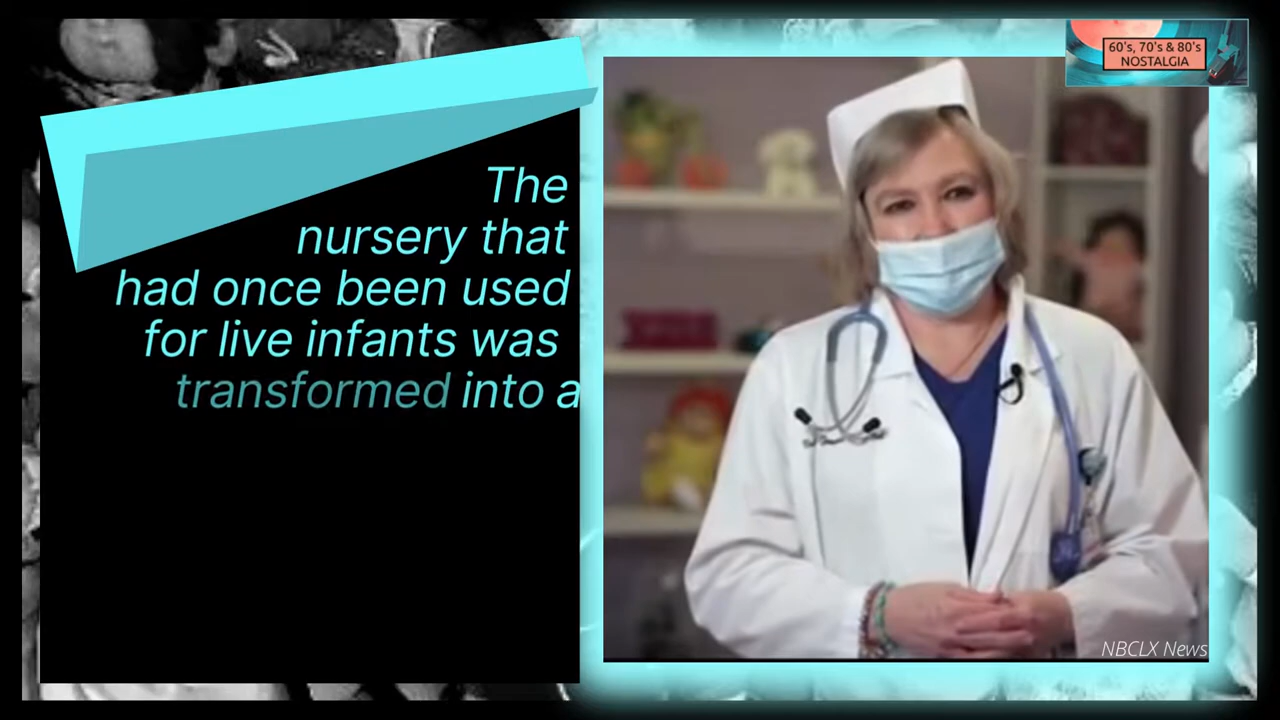 60's, 70's & 80's
NOSTALGIA
The
nursery that
had once been used
for live infants was
transformed into a
NBCLX News